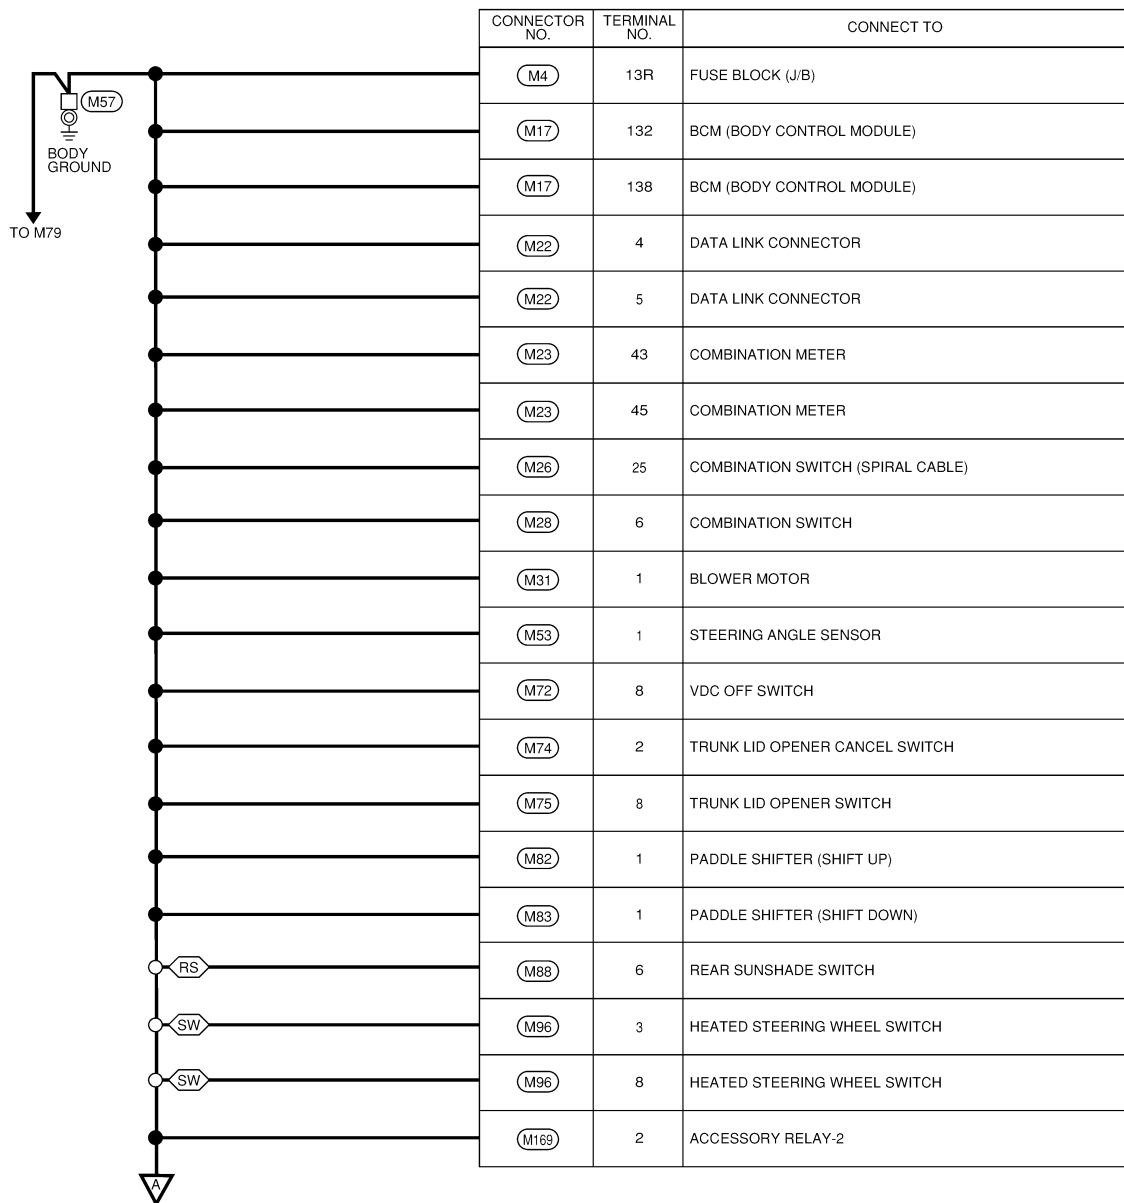 CONNECTOR NO. TERMINAL NO. CONNECT TO
M4 13R FUSE BLOCK (J/B)
M57
BODY GROUND
TO M79
M17 132 BCM (BODY CONTROL MODULE)
M17 138 BCM (BODY CONTROL MODULE)
M22 4 DATA LINK CONNECTOR
M22 5 DATA LINK CONNECTOR
M23 43 COMBINATION METER
M23 45 COMBINATION METER
M26 25 COMBINATION SWITCH (SPIRAL CABLE)
M28 6 COMBINATION SWITCH
M31 1 BLOWER MOTOR
M53 1 STEERING ANGLE SENSOR
M72 8 VDC OFF SWITCH
M74 2 TRUNK LID OPENER CANCEL SWITCH
M75 8 TRUNK LID OPENER SWITCH
M82 1 PADDLE SHIFTER (SHIFT UP)
M83 1 PADDLE SHIFTER (SHIFT DOWN)
RS M88 6 REAR SUNSHADE SWITCH
SW M96 3 HEATED STEERING WHEEL SWITCH
SW M96 8 HEATED STEERING WHEEL SWITCH
M169 2 ACCESSORY RELAY-2
A